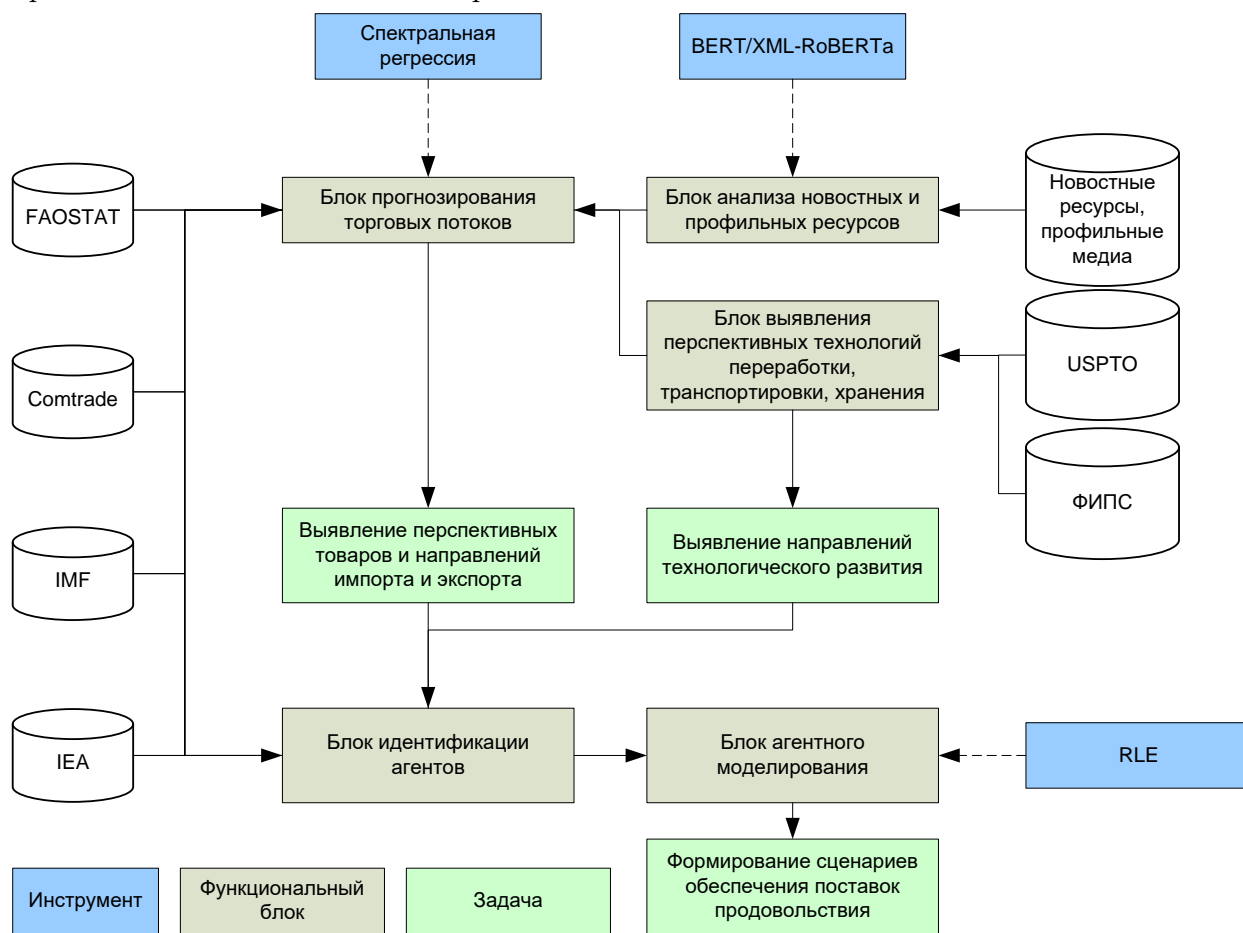 Спектральная
регрессия
BERT/XML-RoBERTa
FAOSTAT
Блок прогнозирования
торговых потоков
Блок анализа новостных и
профильных ресурсов
Новостные
ресурсы,
профильные
медиа
Блок выявления
перспективных технологий
переработки,
транспортировки, хранения
USPTO
Comtrade
ФИПС
Выявление перспективных
товаров и направлений
импорта и экспорта
Выявление направлений
технологического развития
IMF
IEA
Блок идентификации
агентов
Блок агентного
моделирования
RLE
Инструмент
Функциональный
блок
Задача
Формирование сценариев
обеспечения поставок
продовольствия